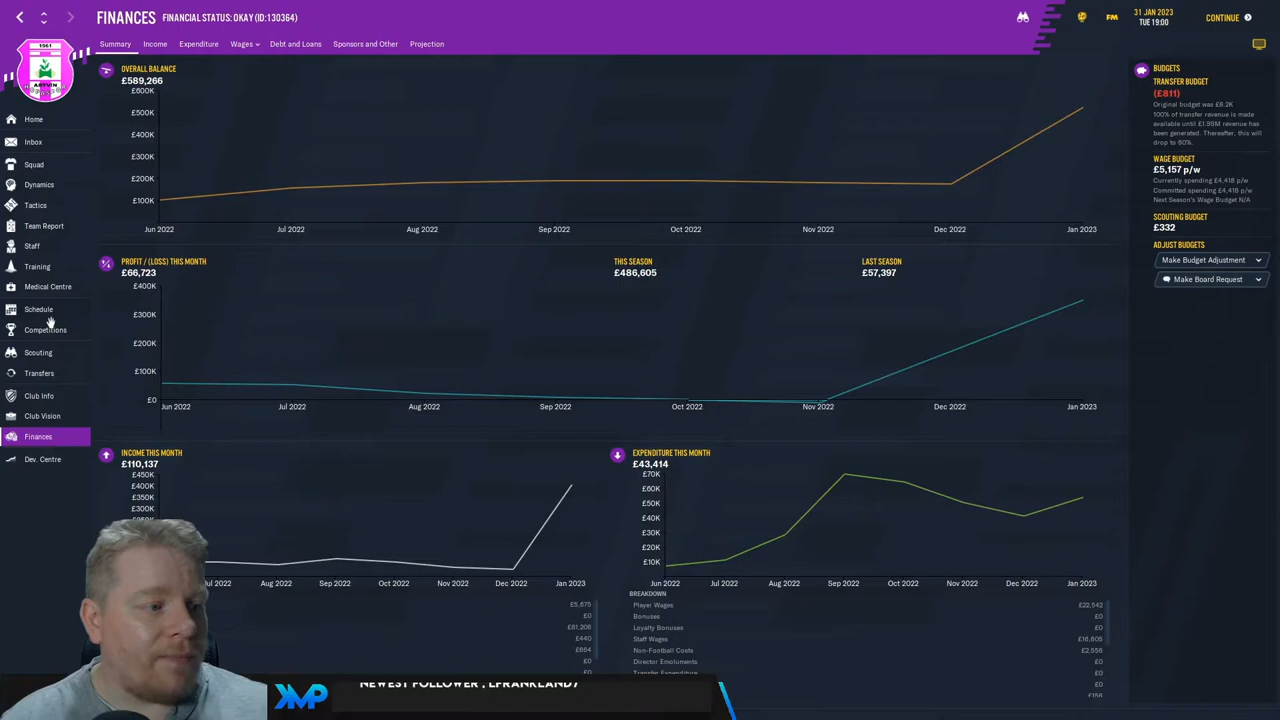 FINANCES FINANCIAL STATUS: OKAY (ID:130364)
FM
31 JAN 2023
TUE 19:00
CONTINUE
Summary Income Expenditure Wages Debt and Loans Sponsors and Other Projection
1961
ARTVIN
Home
Inbox
Squad
Dynamics
Tactics
Team Report
Staff
Training
Medical Centre
Schedule
Competitions
Scouting
Transfers
Club Info
Club Vision
Finances
Dev. Centre
OVERALL BALANCE
£589,266
£600K
£500K
£400K
£300K
£200K
£100K
Jun 2022 Jul 2022 Aug 2022 Sep 2022 Oct 2022 Nov 2022 Dec 2022 Jan 2023
PROFIT / (LOSS) THIS MONTH
£66,723
THIS SEASON
£486,605
LAST SEASON
£57,397
£400K
£300K
£200K
£100K
£0
Jun 2022 Jul 2022 Aug 2022 Sep 2022 Oct 2022 Nov 2022 Dec 2022 Jan 2023
INCOME THIS MONTH
£110,137
£450K
£400K
£350K
£300K
Jul 2022 Aug 2022 Sep 2022 Oct 2022 Nov 2022 Dec 2022 Jan 2023
£5,675
£0
£81,206
£440
£664
£0
£0
EXPENDITURE THIS MONTH
£43,414
£70K
£60K
£50K
£40K
£30K
£20K
£10K
Jun 2022 Jul 2022 Aug 2022 Sep 2022 Oct 2022 Nov 2022 Dec 2022 Jan 2023
BREAKDOWN
Player Wages £22,542
Bonuses £0
Loyalty Bonuses £0
Staff Wages £16,605
Non-Football Costs £2,556
Director Emoluments £0
Transfer Expenditure £0
£0
£156
BUDGETS
TRANSFER BUDGET
(£811)
Original budget was £8.2K
100% of transfer revenue is made
available until £1.99M revenue has
been generated. Thereafter, this will
drop to 60%.
WAGE BUDGET
£5,157 p/w
Currently spending £4,418 p/w
Committed spending £4,418 p/w
Next Season's Wage Budget N/A
SCOUTING BUDGET
£332
ADJUST BUDGETS
Make Budget Adjustment
Make Board Request
NEWEST FOLLOWER , LFRANKLAND7